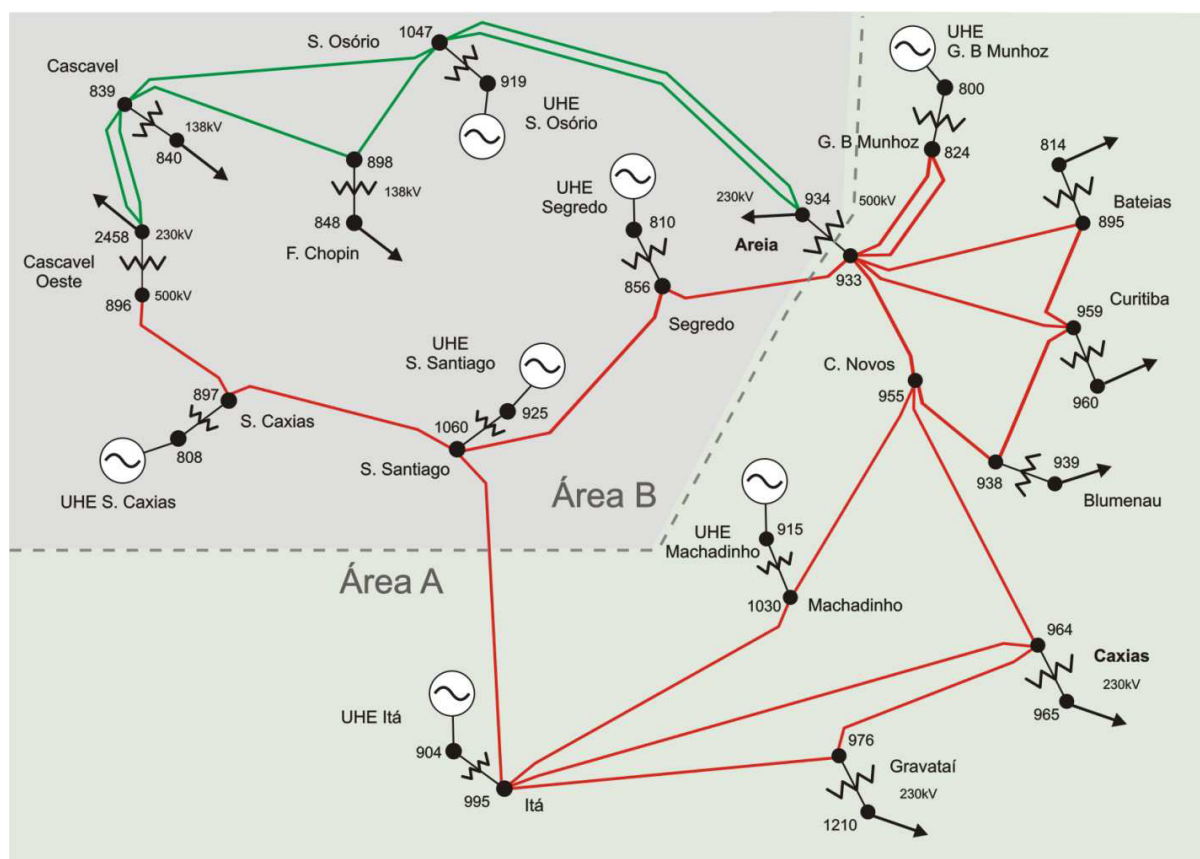 S. Osório
1047
919
UHE
S. Osório
Cascavel
839
138kV
840
898
138kV
848
F. Chopin
2458
230kV
Cascavel
Oeste
896
500kV
UHE
Segredo
810
856
Segredo
UHE
G. B Munhoz
800
G. B Munhoz
824
814
Bateias
895
230kV
934
500kV
Areia
933
Curitiba
959
960
C. Novos
955
938
939
Blumenau
UHE
S. Santiago
925
1060
S. Santiago
897
S. Caxias
808
UHE S. Caxias
Área B
Área A
915
UHE
Machadinho
1030
Machadinho
964
Caxias
230kV
965
UHE Itá
904
995
Itá
976
Gravataí
230kV
1210